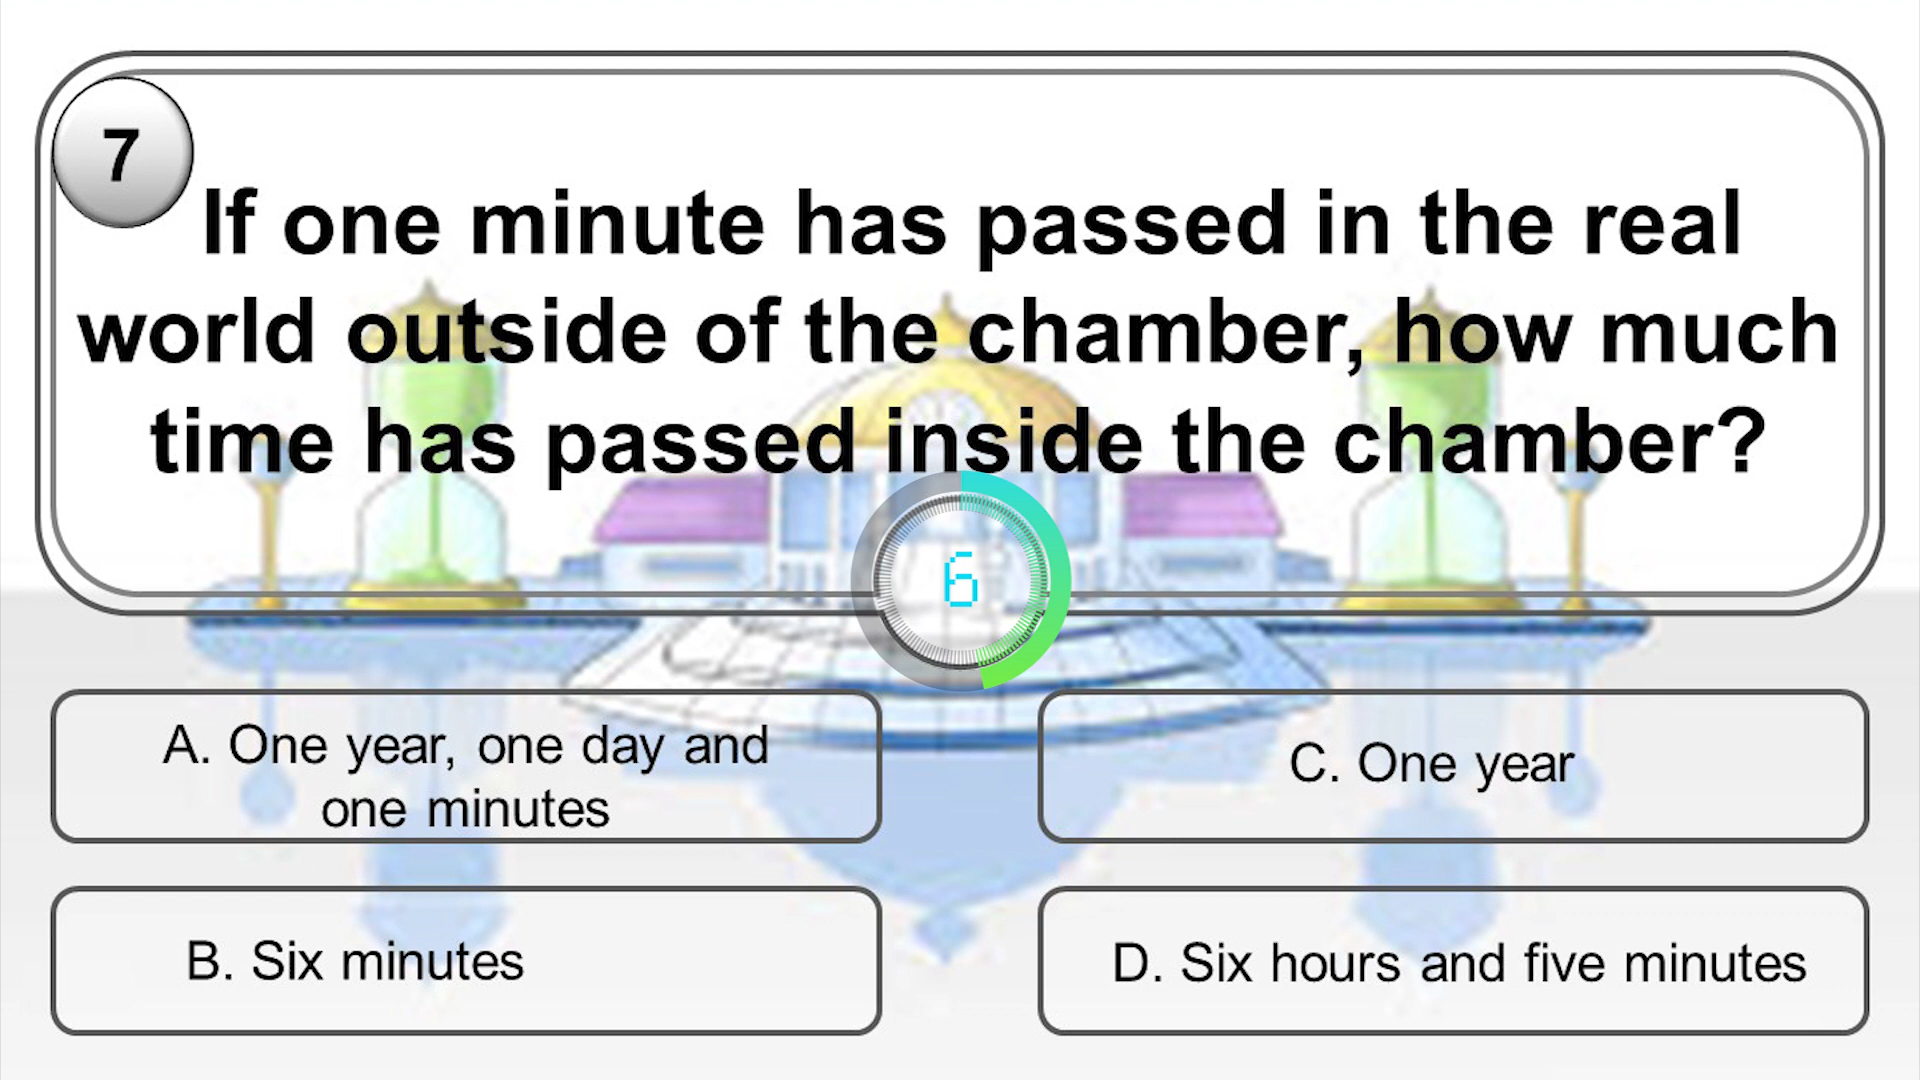 7
If one minute has passed in the real
world outside of the chamber, how much
time has passed inside the chamber?
6
A. One year, one day and
one minutes
C. One year
B. Six minutes
D. Six hours and five minutes